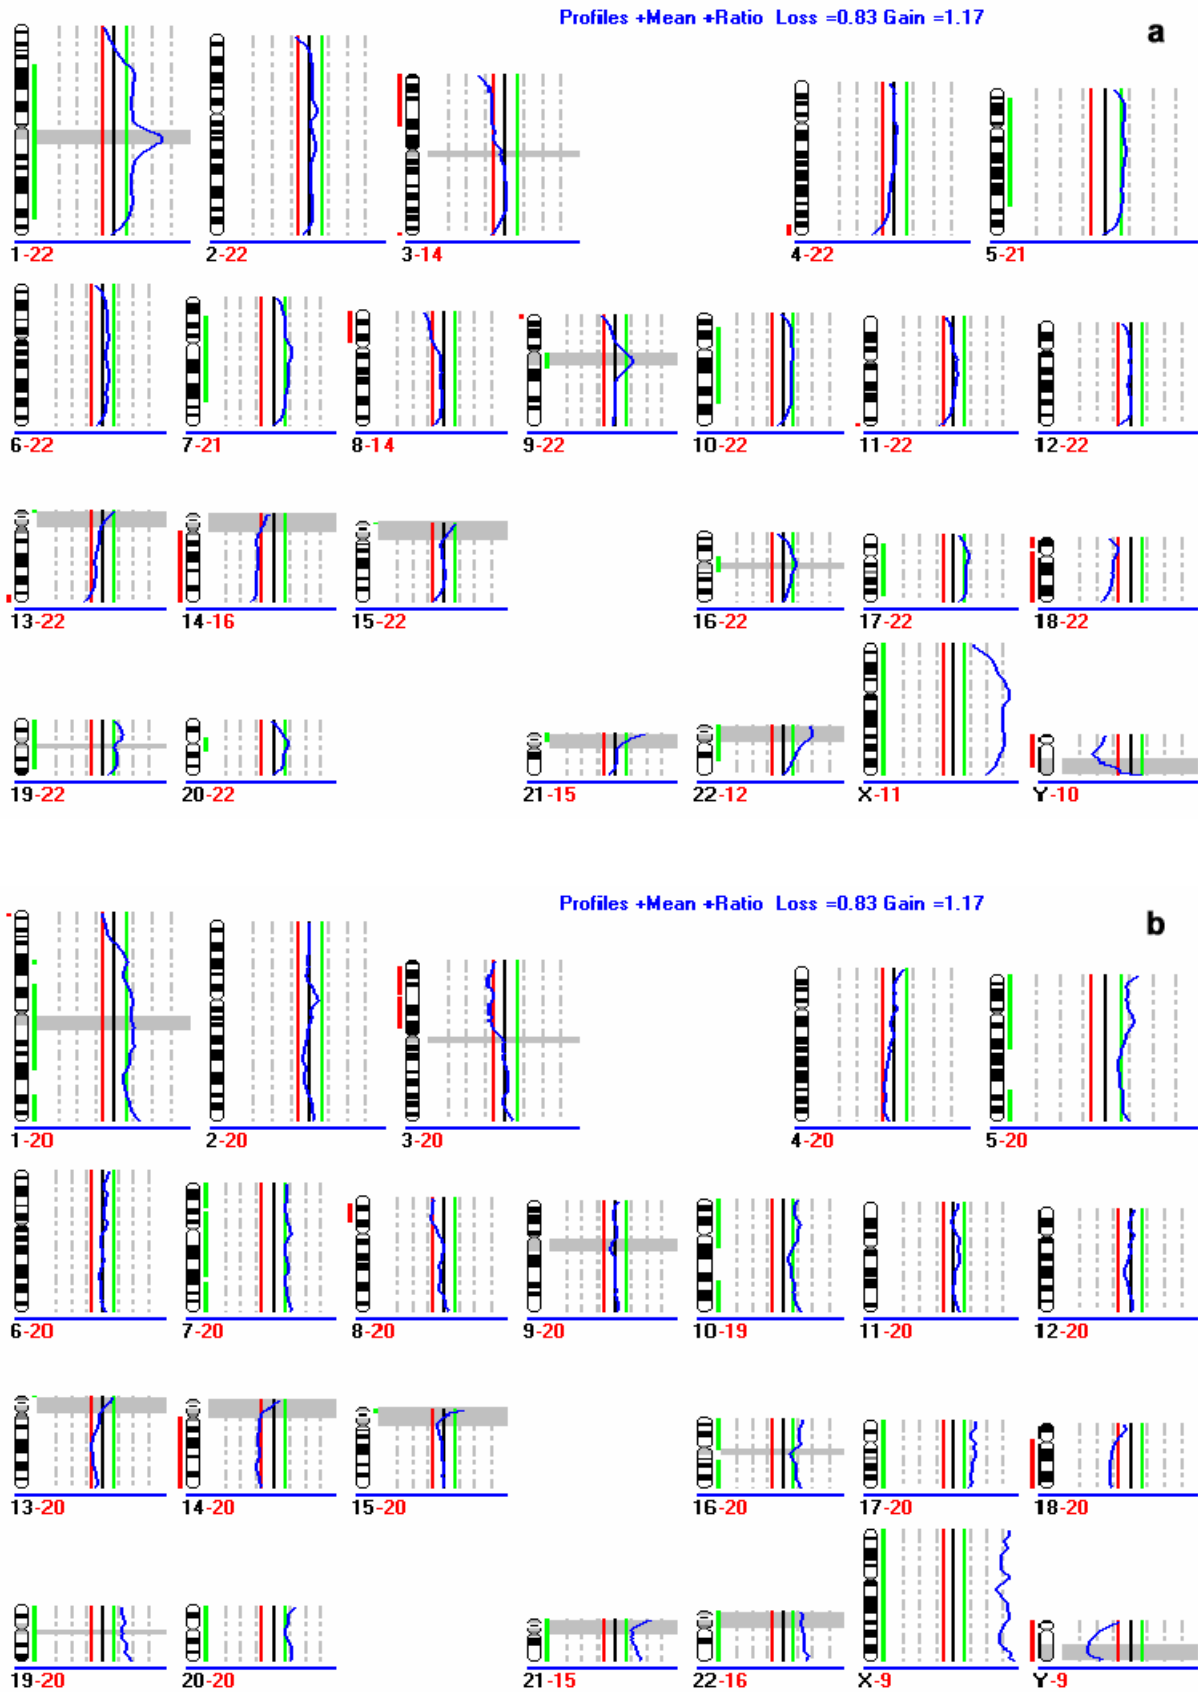 Profiles +Mean +Ratio Loss =0.83 Gain =1.17
a
1-22 2-22 3-14 4-22 5-21
6-22 7-21 8-14 9-22 10-22 11-22 12-22
13-22 14-16 15-22 16-22 17-22 18-22
19-22 20-22 21-15 22-12 X-11 Y-10
Profiles +Mean +Ratio Loss =0.83 Gain =1.17
b
1-20 2-20 3-20 4-20 5-20
6-20 7-20 8-20 9-20 10-19 11-20 12-20
13-20 14-20 15-20 16-20 17-20 18-20
19-20 20-20 21-15 22-16 X-9 Y-9